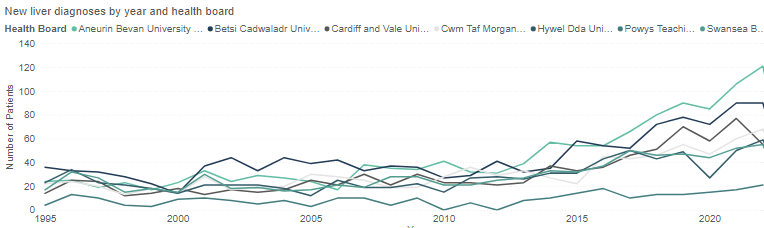 New liver diagnoses by year and health board
Health Board Aneurin Bevan University ... Betsi Cadwaladr Univ... Cardiff and Vale Uni... Cwm Taf Morgan... Hywel Dda Uni... Powys Teachi... Swansea B...
140
120
100
80
60
40
20
0
Number of Patients
1995 2000 2005 2010 2015 2020